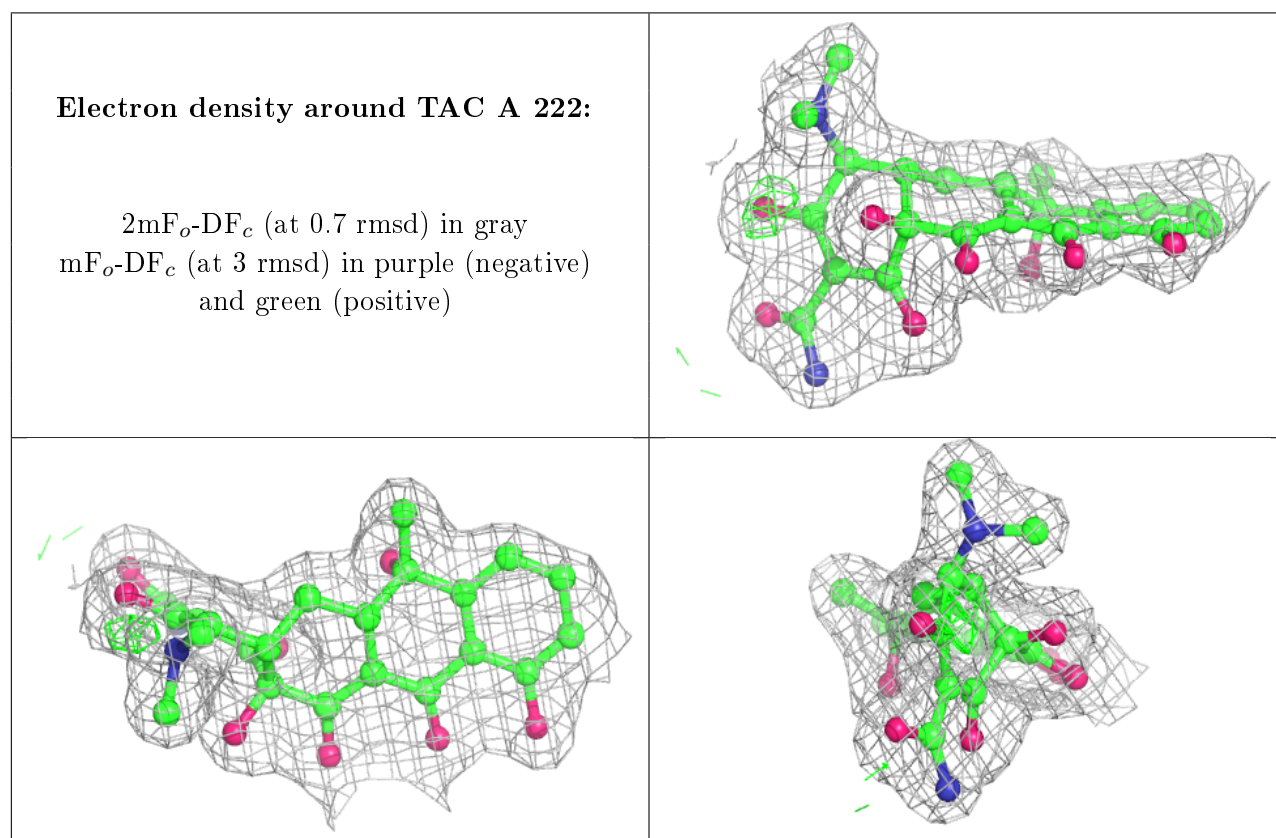 Electron density around TAC A 222:
2mFₒ-DF𝑐 (at 0.7 rmsd) in gray
mFₒ-DF𝑐 (at 3 rmsd) in purple (negative)
and green (positive)